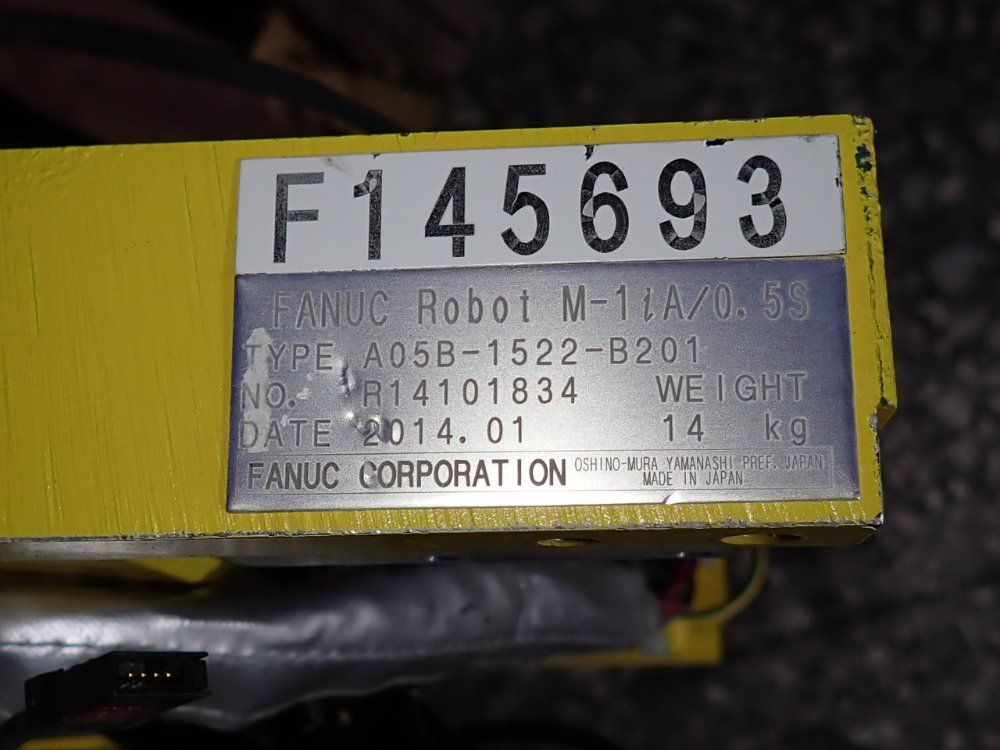 F145693
FANUC Robot M-1iA/0.5S
TYPE A05B-1522-B201
NO. R14101834 WEIGHT
DATE 2014.01 14 kg
FANUC CORPORATION OSHINO-MURA YAMANASHI PREF. JAPAN
MADE IN JAPAN